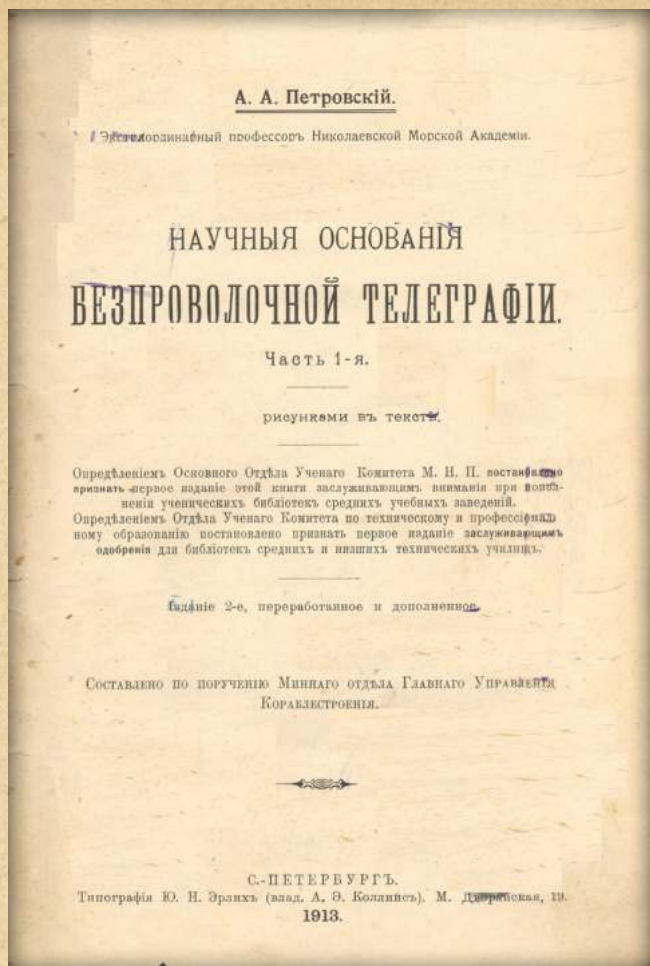 А. А. Петровскій.
Экстраординарный профессоръ Николаевской Морской Академіи.
НАУЧНЫЯ ОСНОВАНІЯ
БЕЗПРОВОЛОЧНОЙ ТЕЛЕГРАФІИ.
Часть 1-я.
рисунками въ текстѣ.
Опредѣленіемъ Основного Отдѣла Ученаго Комитета М. Н. П. постановлено
признать первое изданіе этой книги заслуживающимъ вниманія при попол-
неніи ученическихъ библіотекъ среднихъ учебныхъ заведеній.
Опредѣленіемъ Отдѣла Ученаго Комитета по техническому и профессіональ
ному образованію постановлено признать первое изданіе заслуживающимъ
одобренія для библіотекъ среднихъ и низшихъ техническихъ училищъ.
Изданіе 2-е, переработанное и дополненное.
Составлено по порученію Миннаго отдѣла Главнаго Управленія
Кораблестроенія.
С.-ПЕТЕРБУРГЪ.
Типографія Ю. Н. Эрлихъ (влад. А. Э. Коллинсъ). М. Дворянская, 19.
1913.